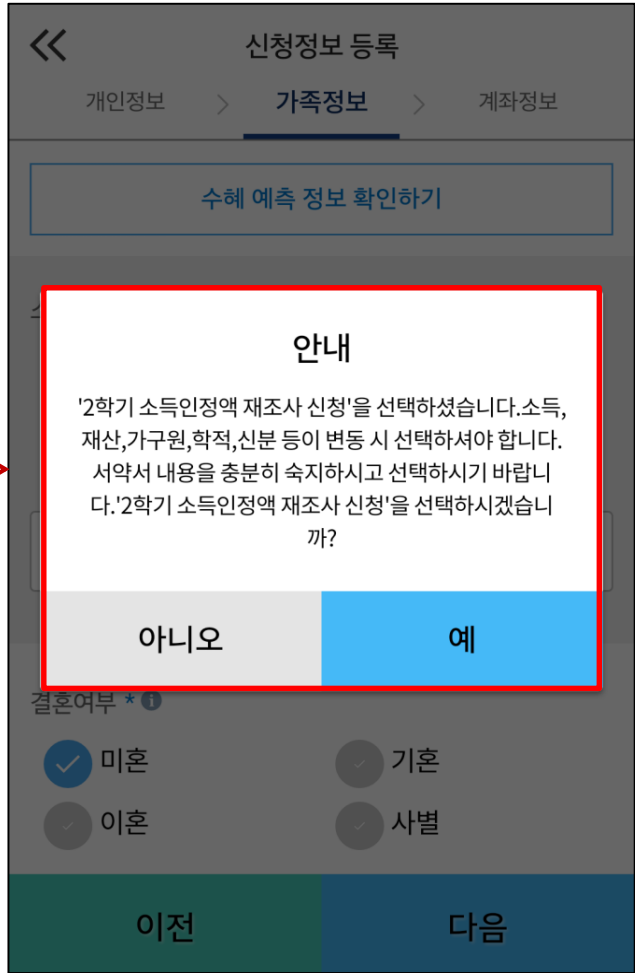 신청정보 등록
개인정보 > 가족정보 > 계좌정보
수혜 예측 정보 확인하기
안내
'2학기 소득인정액 재조사 신청'을 선택하셨습니다.소득,
재산,가구원,학적,신분 등이 변동 시 선택하셔야 합니다.
서약서 내용을 충분히 숙지하시고 선택하시기 바랍니
다.'2학기 소득인정액 재조사 신청'을 선택하시겠습니
까?
아니오 예
결혼여부 *
미혼 기혼
이혼 사별
이전 다음